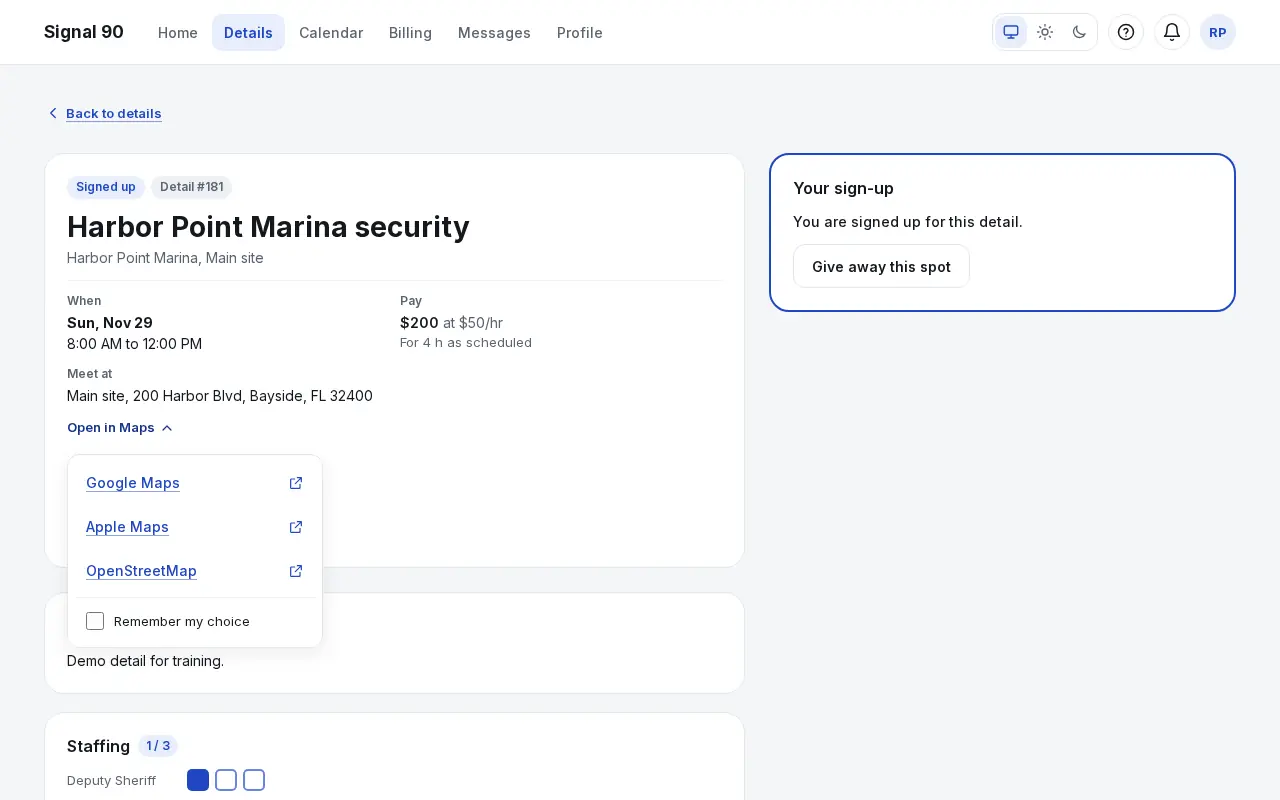 Signal 90
Home
Details
Calendar
Billing
Messages
Profile
RP
Back to details
Signed up
Detail #181
Harbor Point Marina security
Harbor Point Marina, Main site
When
Sun, Nov 29
8:00 AM to 12:00 PM
Pay
$200 at $50/hr
For 4 h as scheduled
Meet at
Main site, 200 Harbor Blvd, Bayside, FL 32400
Open in Maps
Google Maps
Apple Maps
OpenStreetMap
Remember my choice
Demo detail for training.
Staffing
1 / 3
Deputy Sheriff
Your sign-up
You are signed up for this detail.
Give away this spot